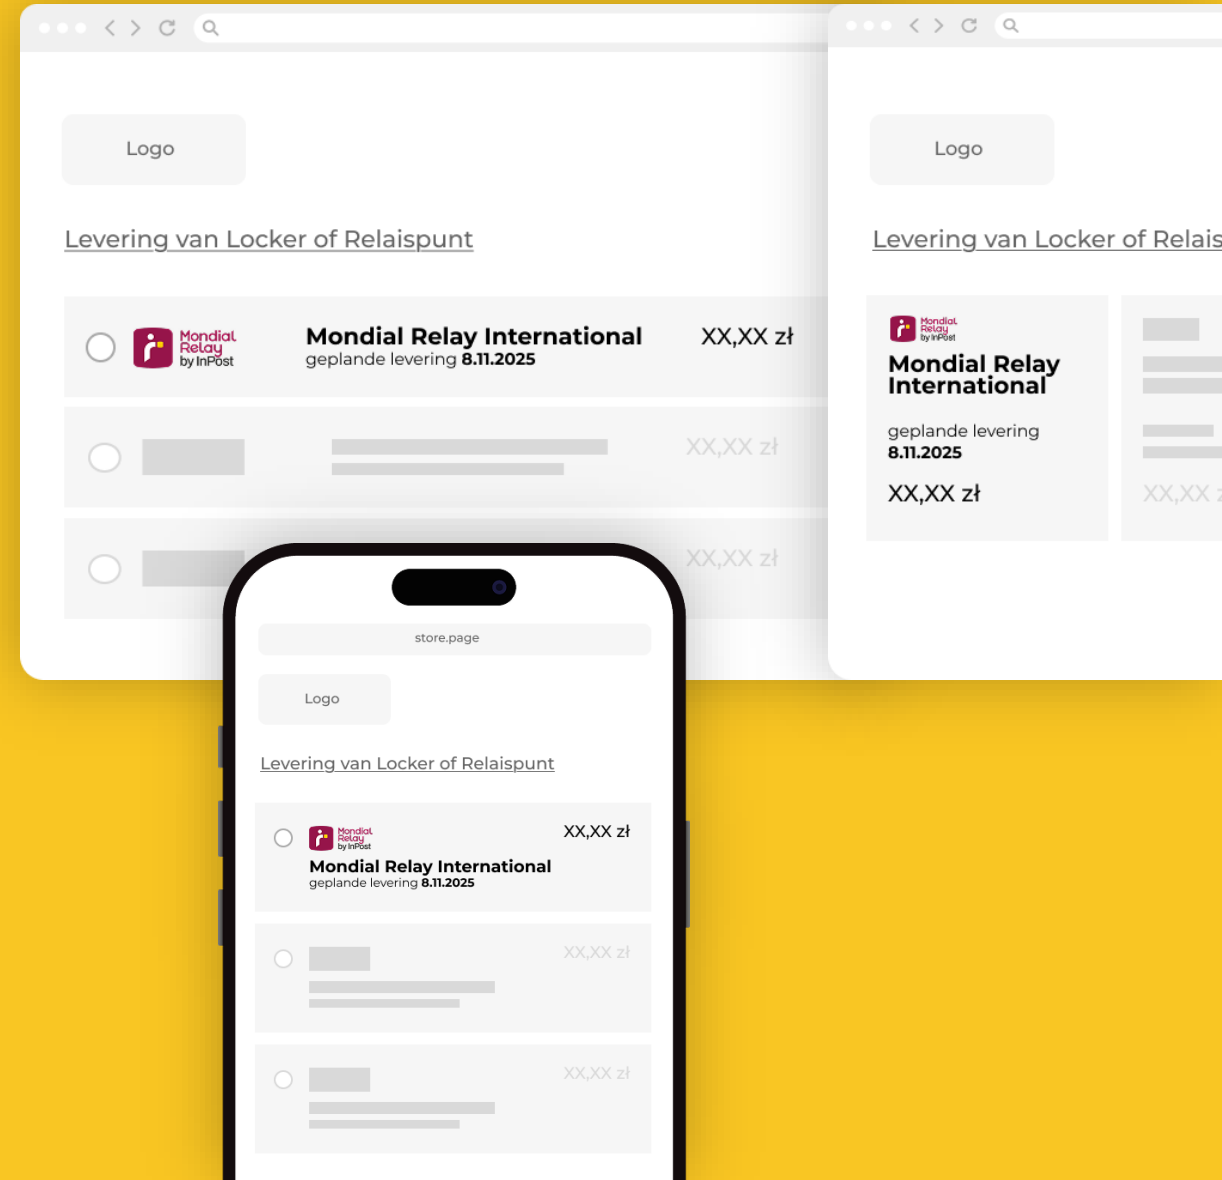 Logo
Levering van Locker of Relaispunt
Mondial
Relay
by InPost
Mondial Relay International
geplande levering 8.11.2025
XX,XX zł
XX,XX zł
XX,XX zł
Logo
Levering van Locker of Relais
Mondial
Relay
by InPost
Mondial Relay
International
geplande levering
8.11.2025
XX,XX zł
XX,XX
store.page
Logo
Levering van Locker of Relaispunt
Mondial
Relay
by InPost
XX,XX zł
Mondial Relay International
geplande levering 8.11.2025
XX,XX zł
XX,XX zł